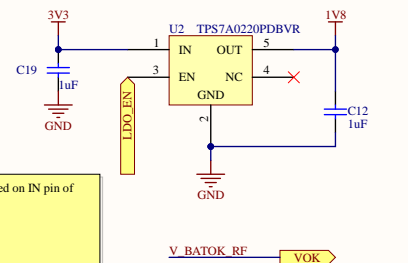 3V3
1V8
U2 TPS7A0220PDBVR
1 IN OUT 5
C19
1uF
3 EN NC 4
GND
GND
LDO_EN
2
C12
1uF
GND
ed on IN pin of
V_BATOK_RF
VOK